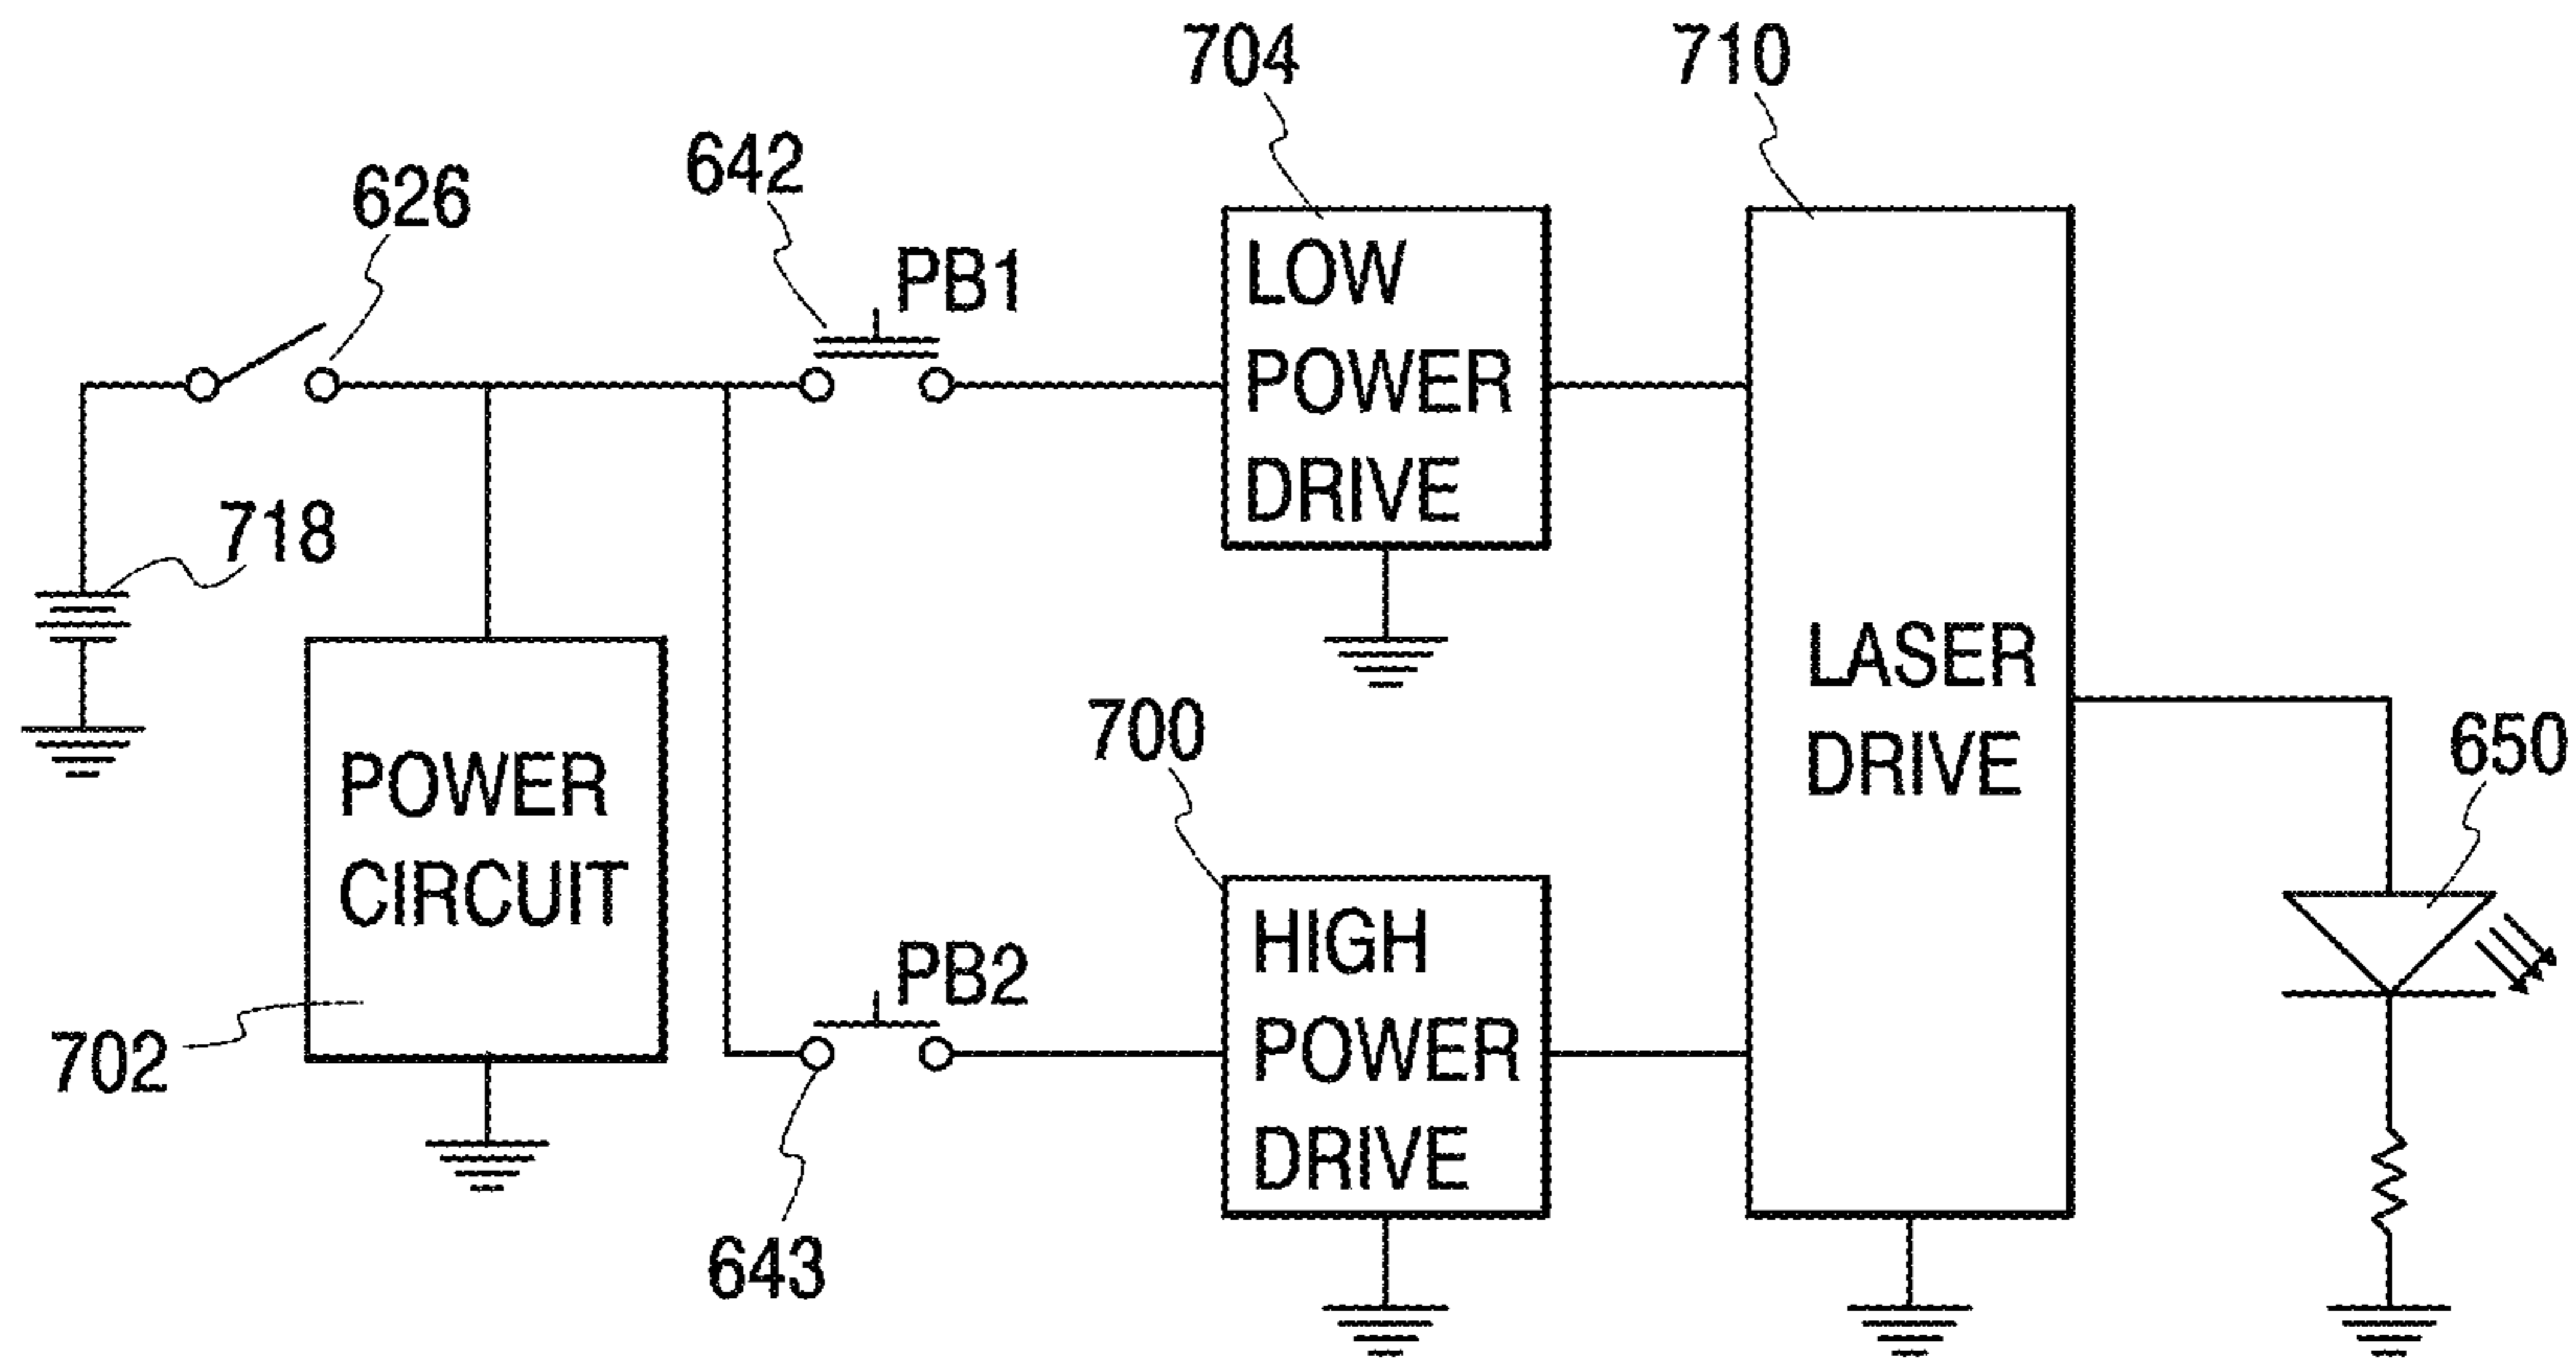 704
710
642
626
PB1
LOW
POWER
DRIVE
718
LASER
DRIVE
700
650
POWER
CIRCUIT
PB2
HIGH
POWER
DRIVE
702
643